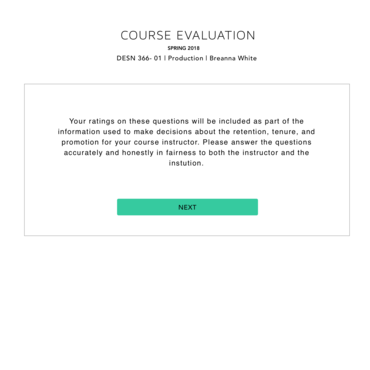 COURSE EVALUATION
SPRING 2018
DESN 366- 01 | Production | Breanna White
Your ratings on these questions will be included as part of the
information used to make decisions about the retention, tenure, and
promotion for your course instructor. Please answer the questions
accurately and honestly in fairness to both the instructor and the
instution.
NEXT